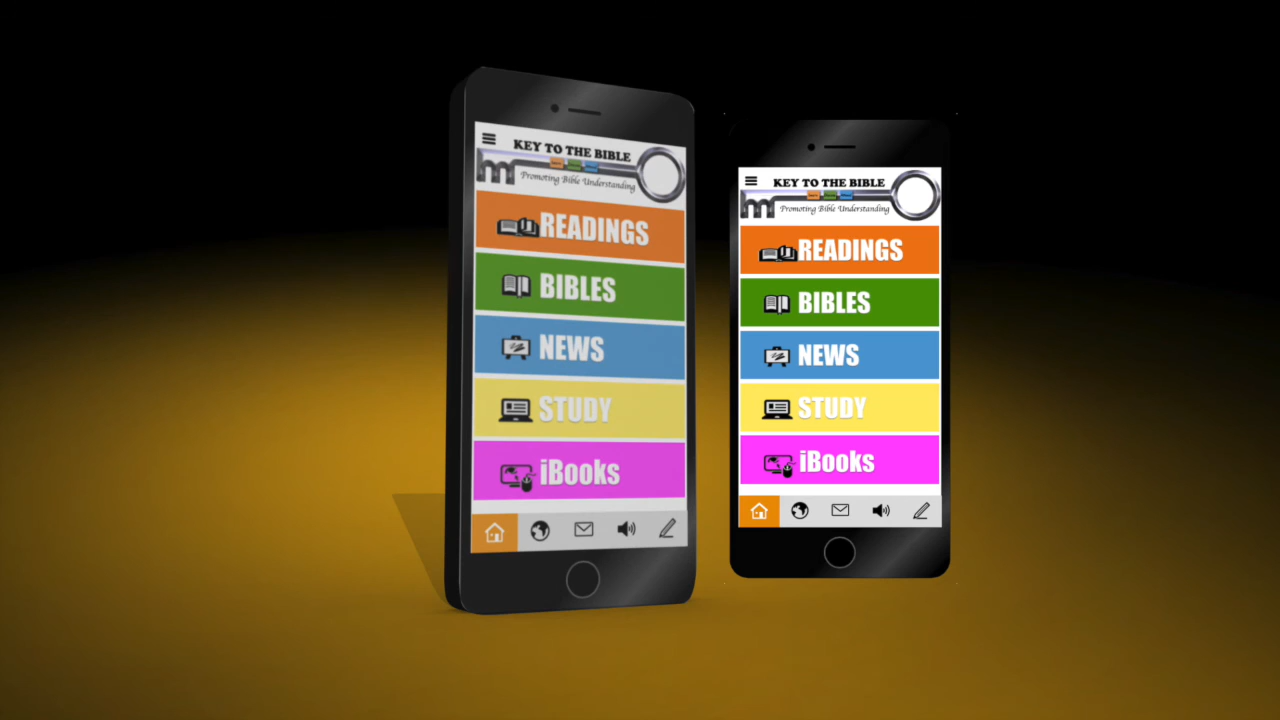 KEY TO THE BIBLE
Promoting Bible Understanding
READINGS
BIBLES
NEWS
STUDY
iBooks
KEY TO THE BIBLE
Promoting Bible Understanding
READINGS
BIBLES
NEWS
STUDY
iBooks